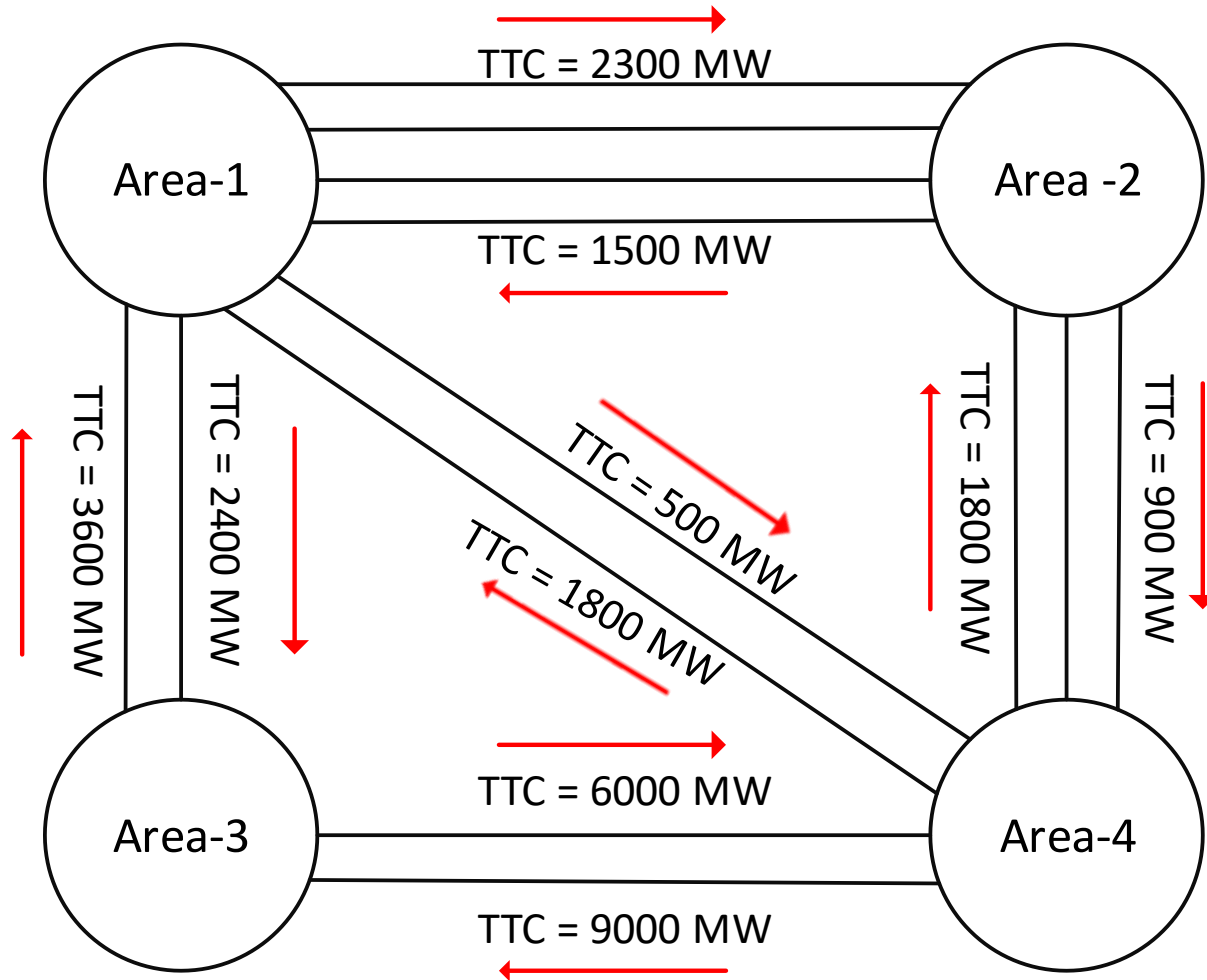 TTC = 2300 MW
Area-1
Area -2
TTC = 1500 MW
TTC = 3600 MW
TTC = 2400 MW
TTC = 500 MW
TTC = 1800 MW
TTC = 1800 MW
TTC = 900 MW
TTC = 6000 MW
Area-3
Area-4
TTC = 9000 MW